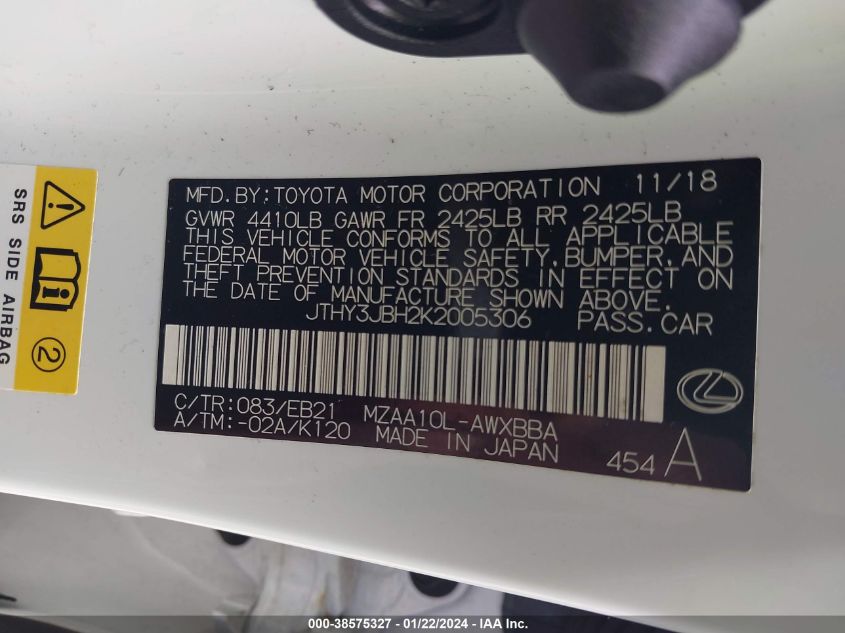 MFD.BY: TOYOTA MOTOR CORPORATION 11/18
GVWR 4410LB GAWR FR 2425LB RR 2425LB
THIS VEHICLE CONFORMS TO ALL APPLICABLE
FEDERAL MOTOR VEHICLE SAFETY, BUMPER, AND
THEFT PREVENTION STANDARDS IN EFFECT ON
THE DATE OF MANUFACTURE SHOWN ABOVE.
JTHY3JBH2K2005306 PASS.CAR
C/TR:083/EB21 MZAA10L-AWXBBA
A/TM:-02A/K120 MADE IN JAPAN
454 A
SRS SIDE AIRBAG
2
000-38575327 - 01/22/2024 - IAA Inc.